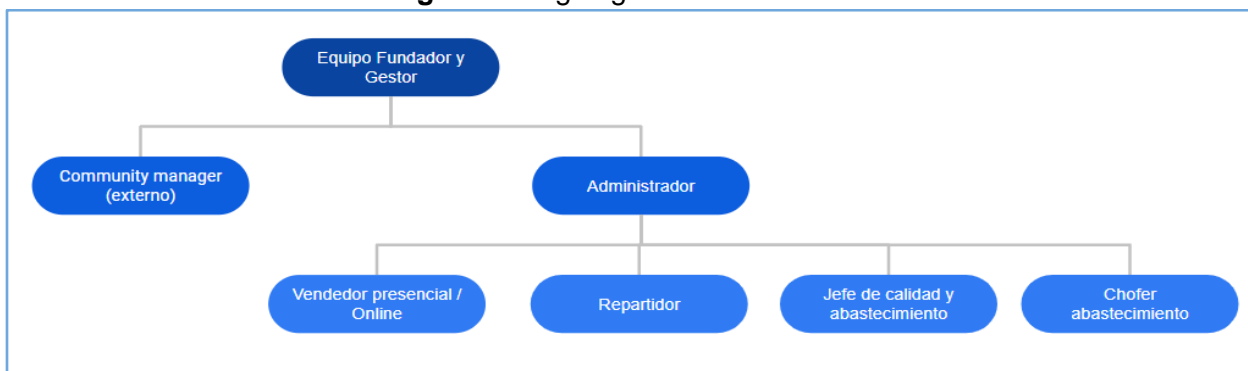 Equipo Fundador y
Gestor
Community manager
(externo)
Administrador
Vendedor presencial /
Online
Repartidor
Jefe de calidad y
abastecimiento
Chofer
abastecimiento